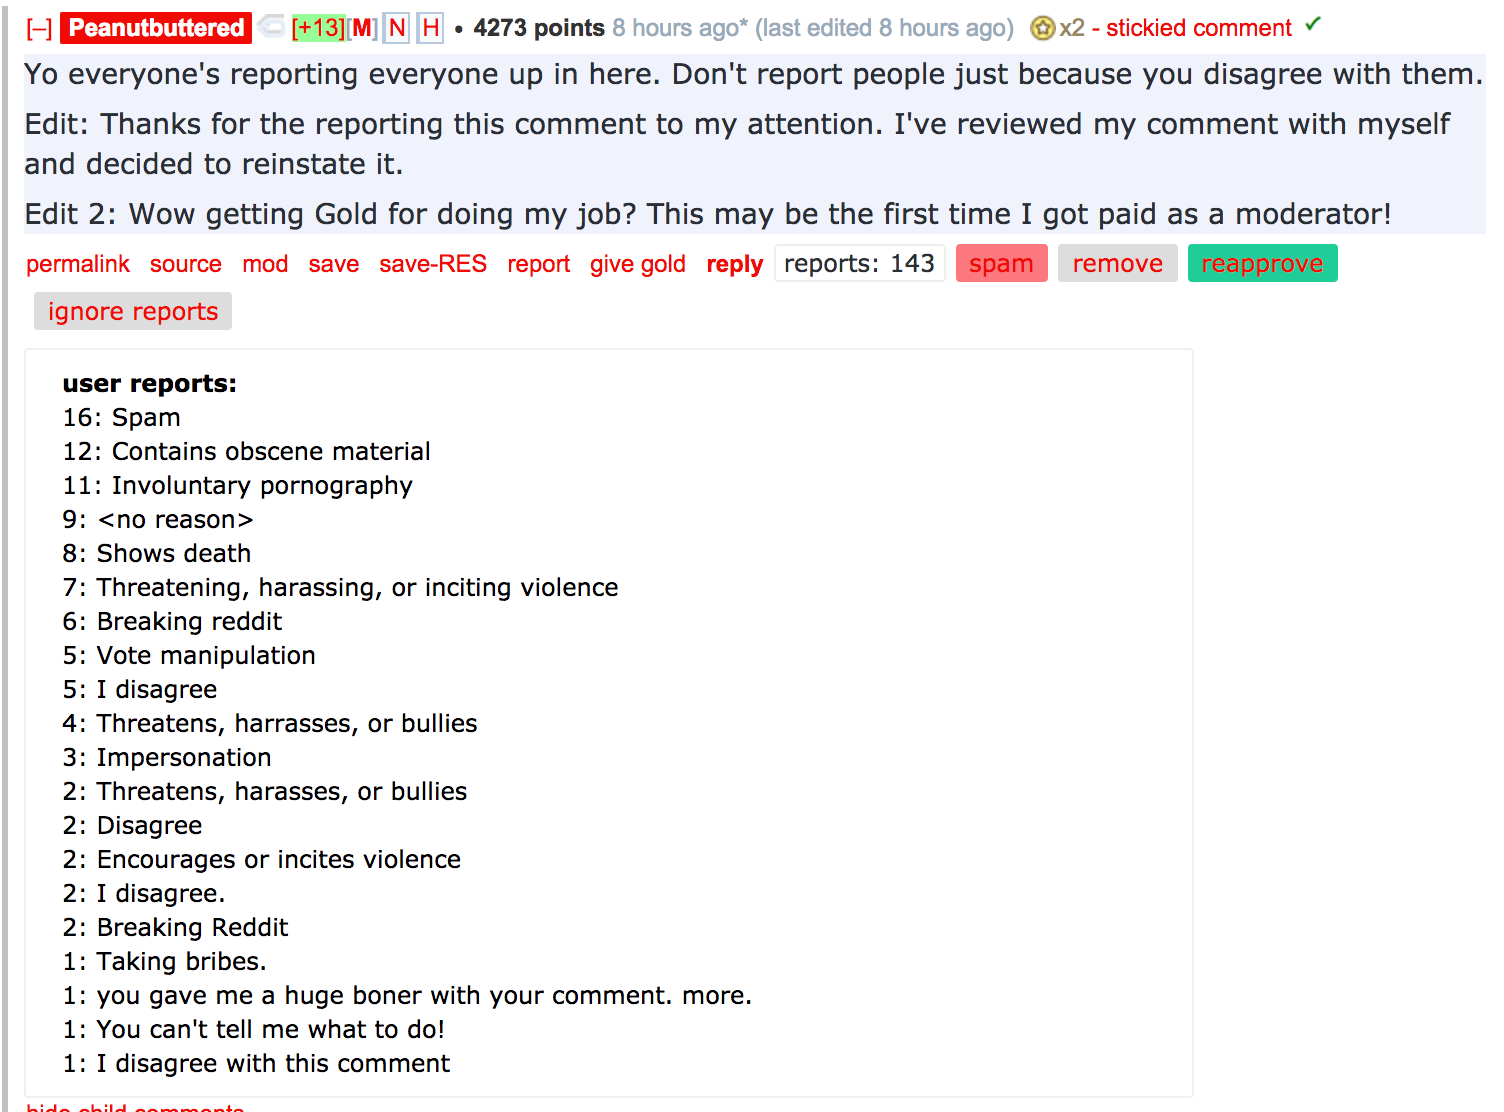 [–] Peanutbuttered [+13][M] N H • 4273 points 8 hours ago* (last edited 8 hours ago) x2 - stickied comment ✓
Yo everyone's reporting everyone up in here. Don't report people just because you disagree with them.
Edit: Thanks for the reporting this comment to my attention. I've reviewed my comment with myself
and decided to reinstate it.
Edit 2: Wow getting Gold for doing my job? This may be the first time I got paid as a moderator!
permalink source mod save save-RES report give gold reply reports: 143 spam remove reapprove
ignore reports
user reports:
16: Spam
12: Contains obscene material
11: Involuntary pornography
9: <no reason>
8: Shows death
7: Threatening, harassing, or inciting violence
6: Breaking reddit
5: Vote manipulation
5: I disagree
4: Threatens, harrasses, or bullies
3: Impersonation
2: Threatens, harasses, or bullies
2: Disagree
2: Encourages or incites violence
2: I disagree.
2: Breaking Reddit
1: Taking bribes.
1: you gave me a huge boner with your comment. more.
1: You can't tell me what to do!
1: I disagree with this comment
hide child comments